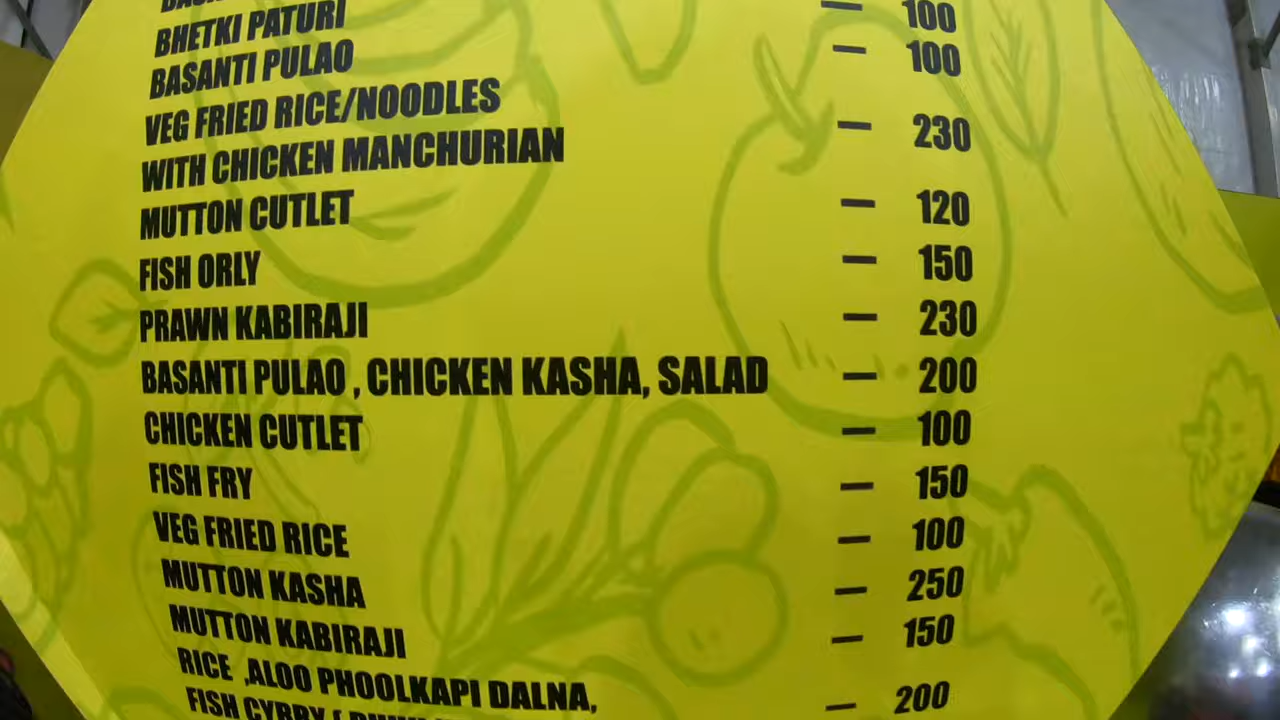 BHETKI PATURI — 100
BASANTI PULAO — 100
VEG FRIED RICE/NOODLES
WITH CHICKEN MANCHURIAN — 230
MUTTON CUTLET — 120
FISH ORLY — 150
PRAWN KABIRAJI — 230
BASANTI PULAO , CHICKEN KASHA, SALAD — 200
CHICKEN CUTLET — 100
FISH FRY — 150
VEG FRIED RICE — 100
MUTTON KASHA — 250
MUTTON KABIRAJI — 150
RICE ,ALOO PHOOLKAPI DALNA, — 200
FISH